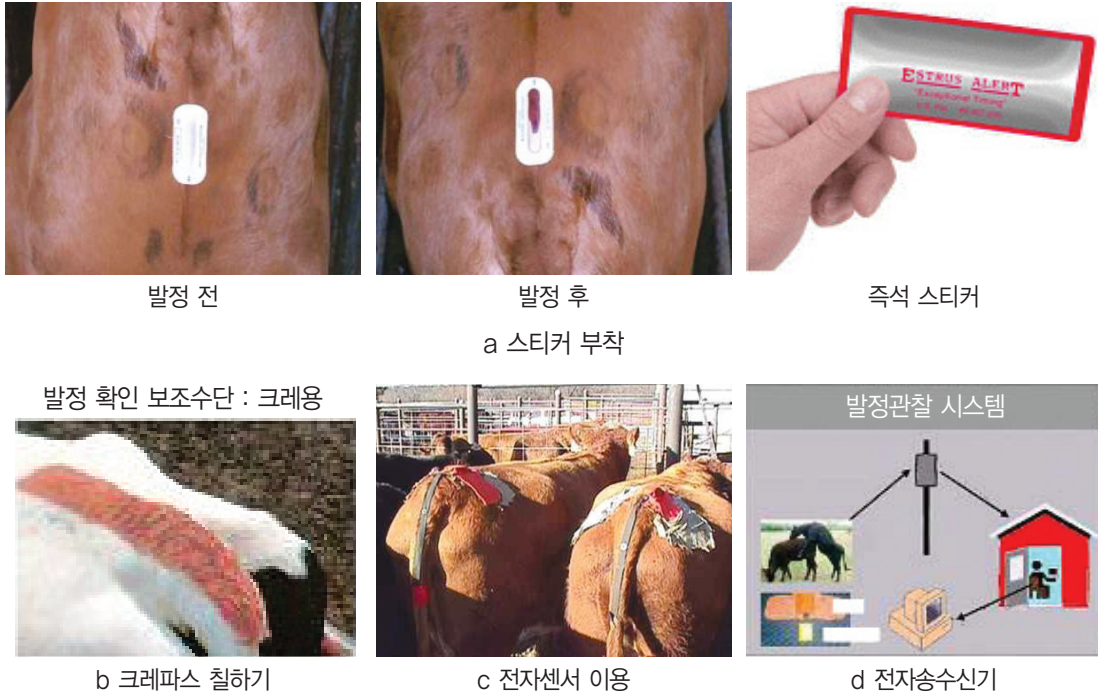 ESTRUS ALERT
"Exceptional Timing"
발정 전
발정 후
즉석 스티커
a 스티커 부착
발정 확인 보조수단 : 크레용
발정관찰 시스템
b 크레파스 칠하기
c 전자센서 이용
d 전자송수신기